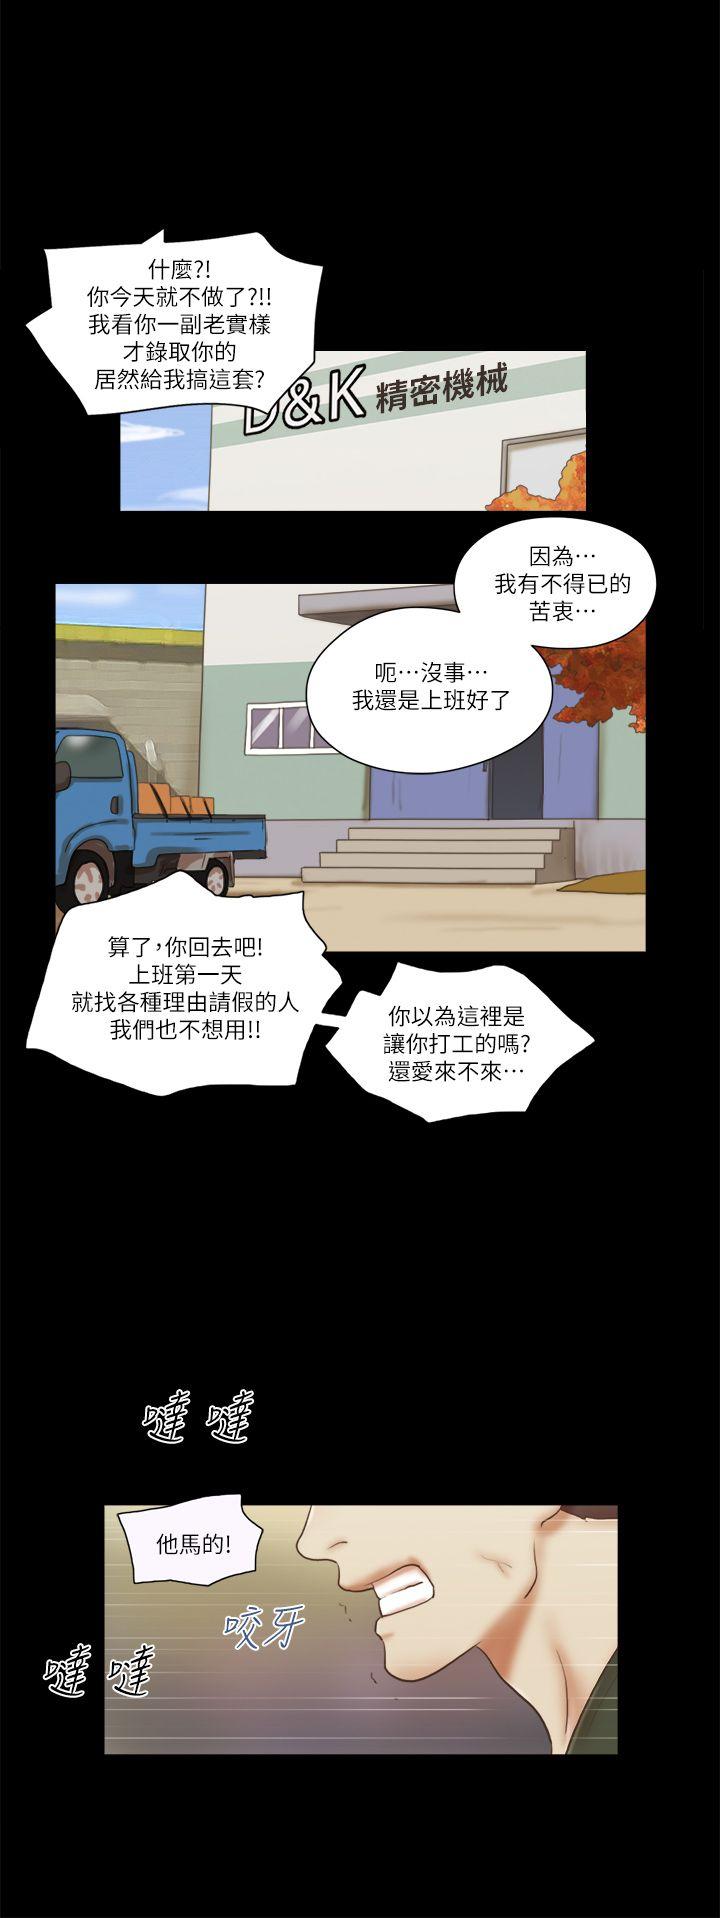 什麼?!
你今天就不做了?!!
我看你一副老實樣
才錄取你的
居然給我搞這套?
D&K 精密機械
因為⋯
我有不得已的
苦衷⋯
呃⋯沒事⋯
我還是上班好了
算了,你回去吧!
上班第一天
就找各種理由請假的人
我們也不想用!!
你以為這裡是
讓你打工的嗎?
還愛來不來⋯
噠 噠
他馬的!
咬牙
噠 噠